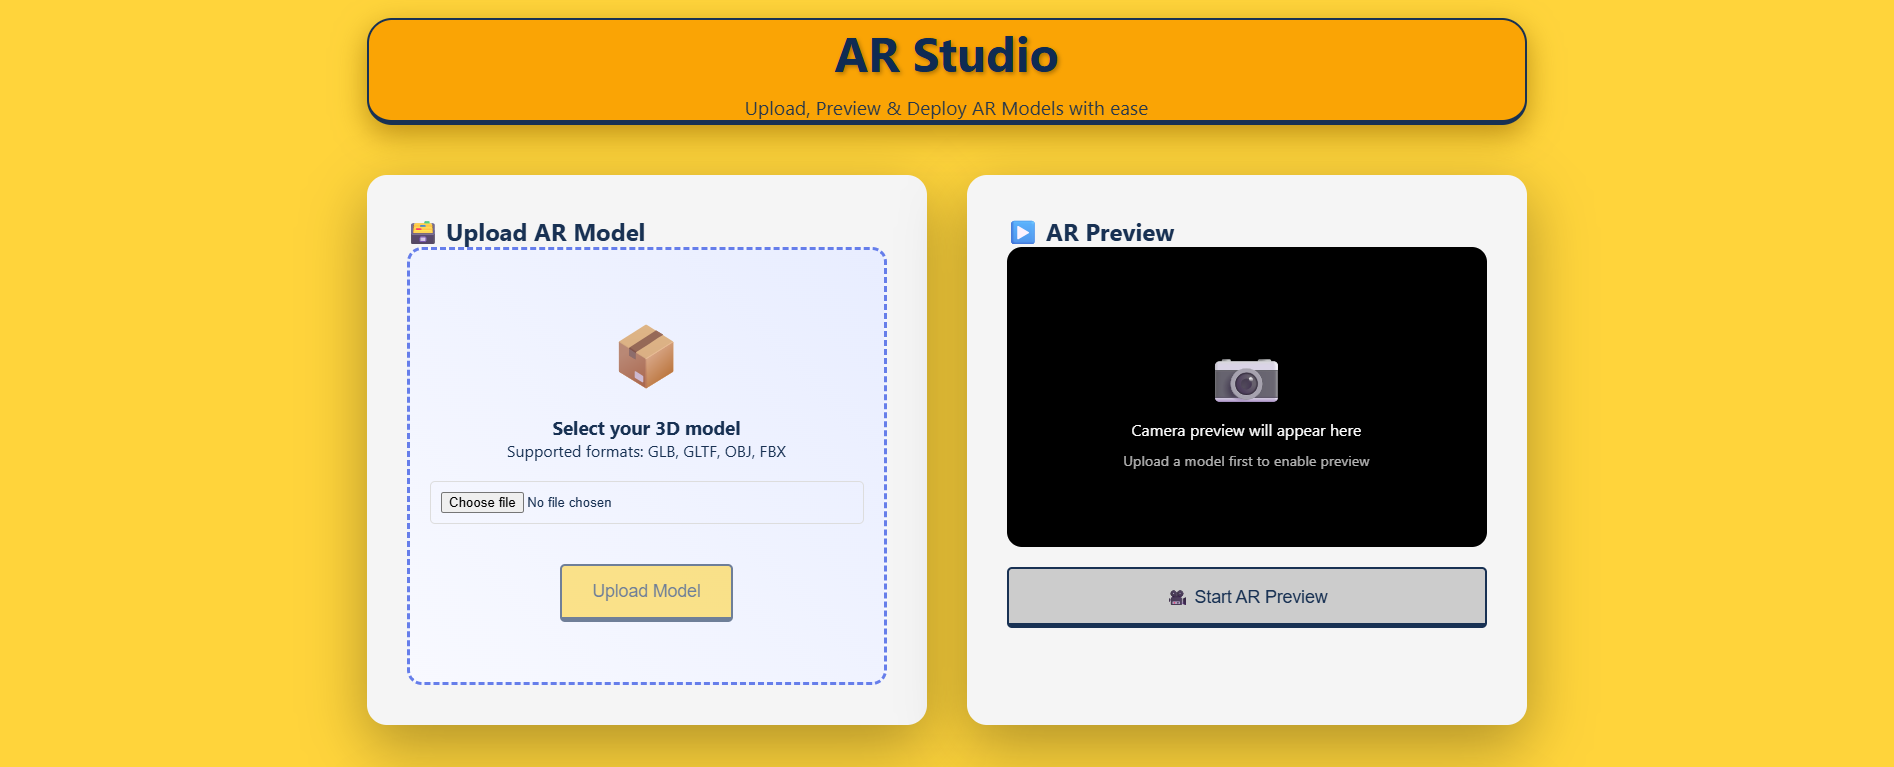 AR Studio
Upload, Preview & Deploy AR Models with ease
Upload AR Model
Select your 3D model
Supported formats: GLB, GLTF, OBJ, FBX
Choose file No file chosen
Upload Model
AR Preview
Camera preview will appear here
Upload a model first to enable preview
Start AR Preview